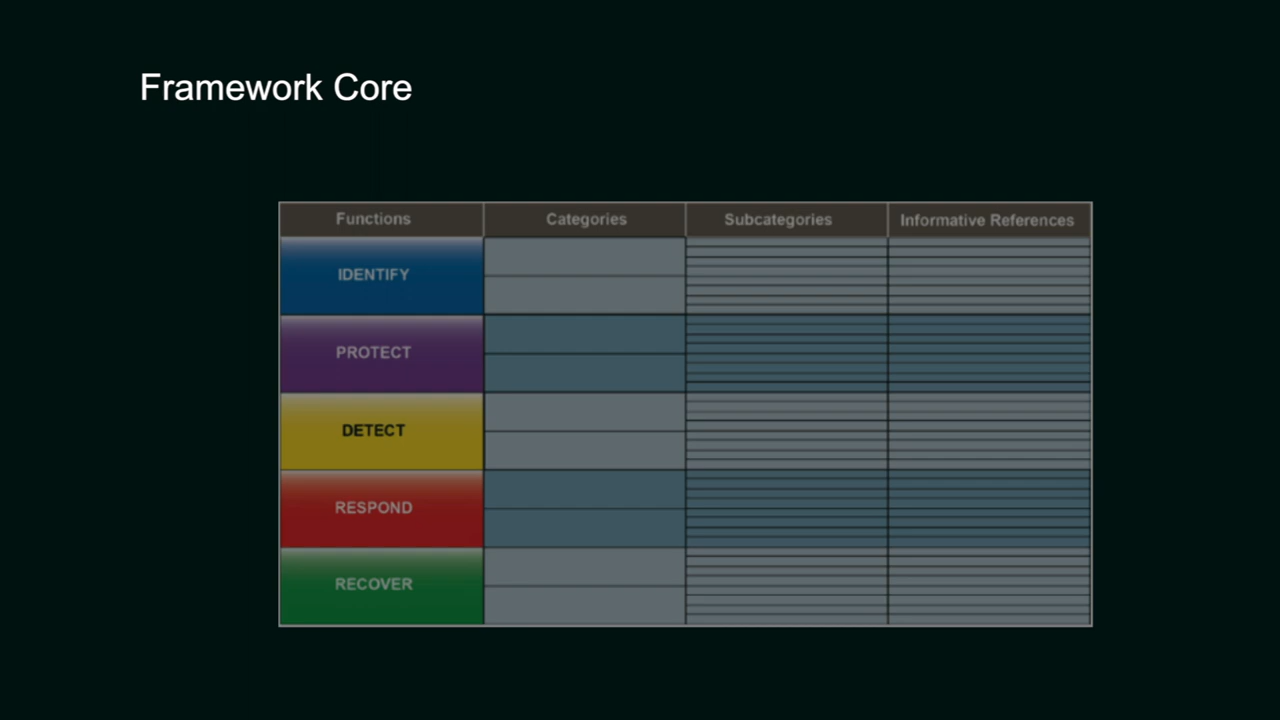 Framework Core
Functions Categories Subcategories Informative References
IDENTIFY
PROTECT
DETECT
RESPOND
RECOVER